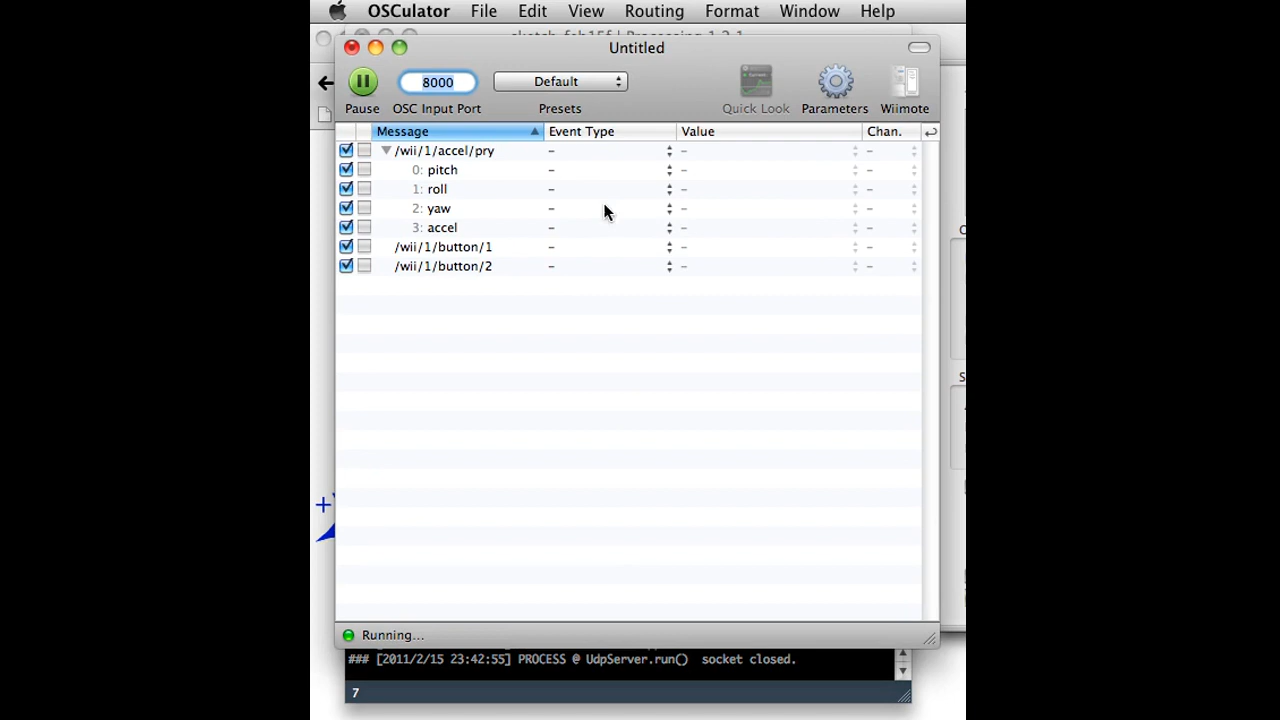 OSCulator File Edit View Routing Format Window Help
Untitled
8000 Default
Pause OSC Input Port Presets Quick Look Parameters Wiimote
Message Event Type Value Chan.
/wii/1/accel/pry – – –
0: pitch – – –
1: roll – – –
2: yaw – – –
3: accel – – –
/wii/1/button/1 – – –
/wii/1/button/2 – – –
Running...
### [2011/2/15 23:42:55] PROCESS @ UdpServer.run() socket closed.
7